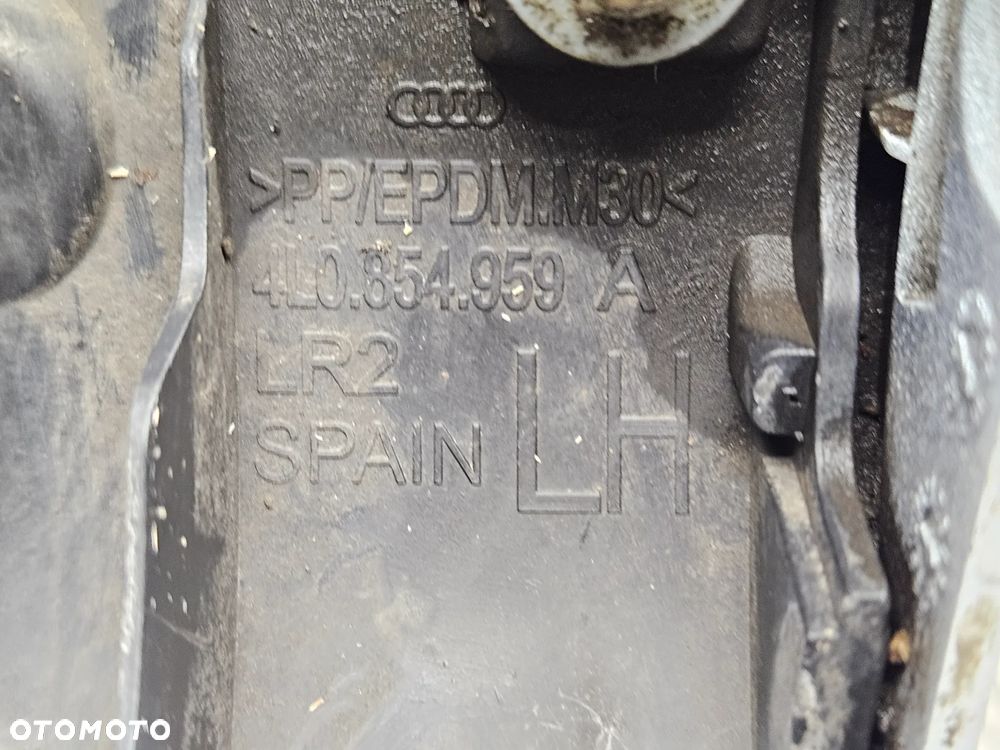 >PP/EPDM.M30<
4L0.854.959 A
LR2
SPAIN LH
OTOMOTO